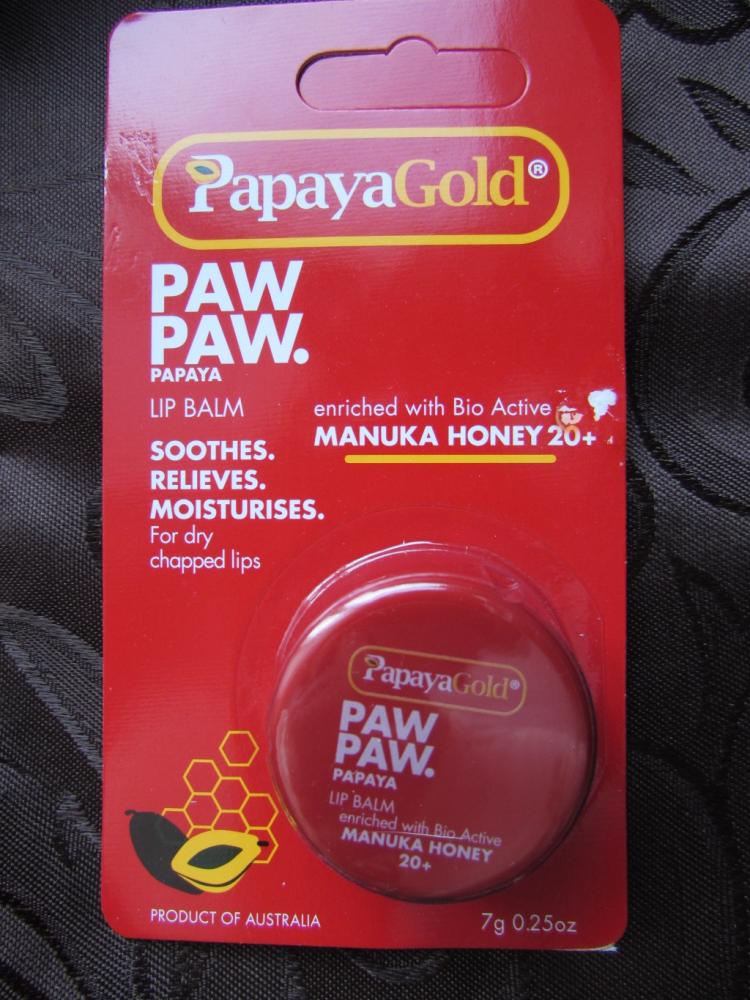 PapayaGold®
PAW
PAW.
PAPAYA
LIP BALM
enriched with Bio Active
MANUKA HONEY 20+
SOOTHES.
RELIEVES.
MOISTURISES.
For dry
chapped lips
PapayaGold®
PAW
PAW.
PAPAYA
LIP BALM
enriched with Bio Active
MANUKA HONEY
20+
PRODUCT OF AUSTRALIA
7g 0.25oz